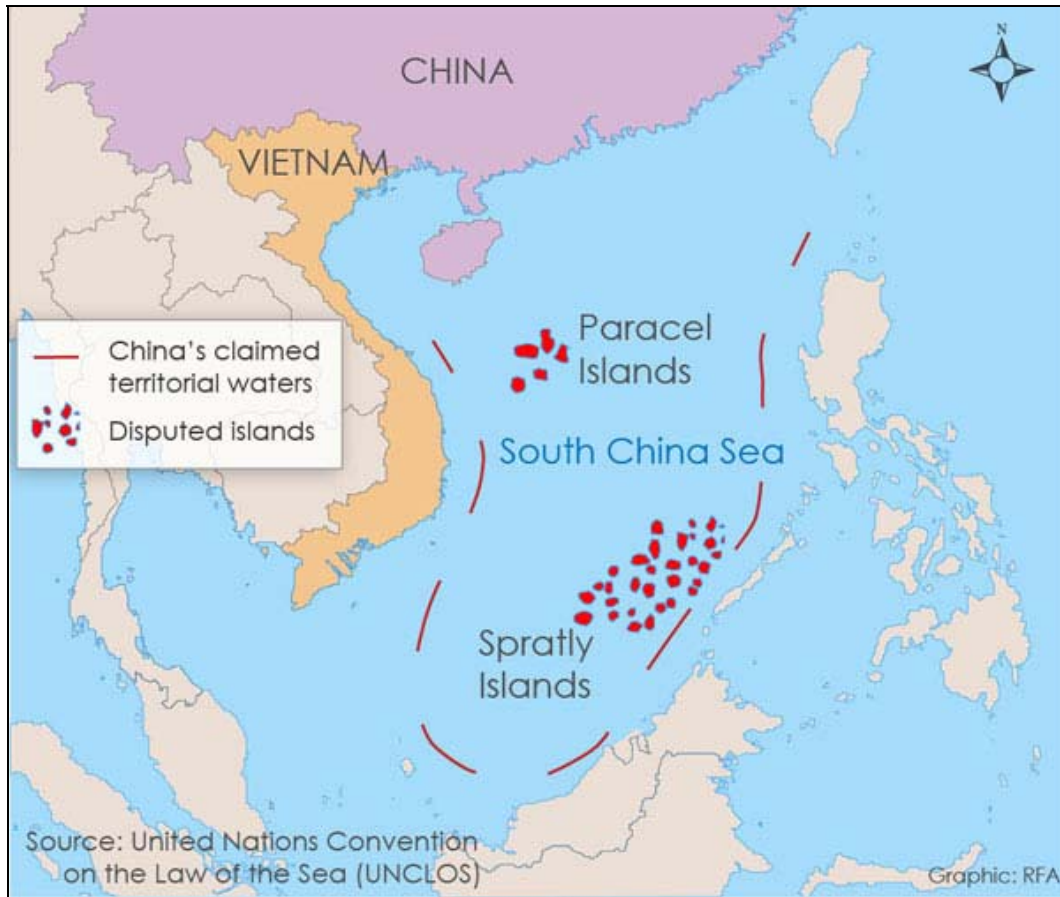 N
CHINA
VIETNAM
China's claimed
territorial waters
Disputed islands
Paracel
Islands
South China Sea
Spratly
Islands
Source: United Nations Convention
on the Law of the Sea (UNCLOS)
Graphic: RFA